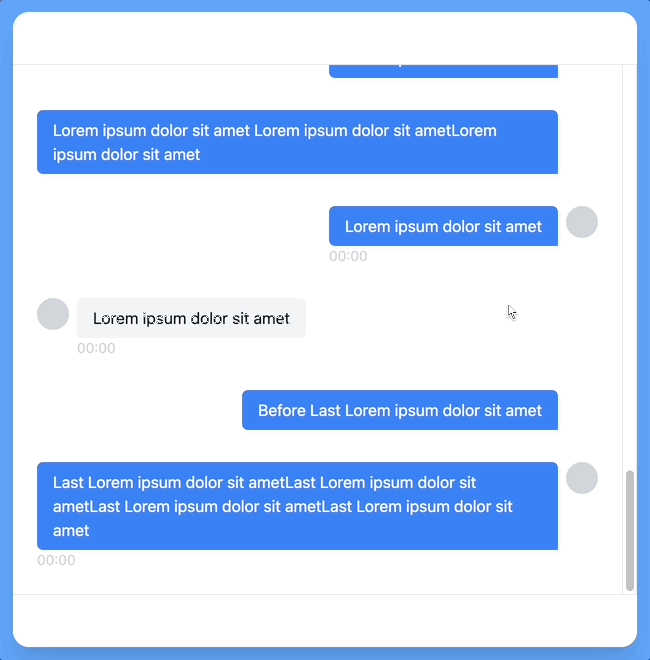 Lorem ipsum dolor sit amet Lorem ipsum dolor sit ametLorem
ipsum dolor sit amet
Lorem ipsum dolor sit amet
00:00
Lorem ipsum dolor sit amet
00:00
Before Last Lorem ipsum dolor sit amet
Last Lorem ipsum dolor sit ametLast Lorem ipsum dolor sit
ametLast Lorem ipsum dolor sit ametLast Lorem ipsum dolor sit
amet
00:00